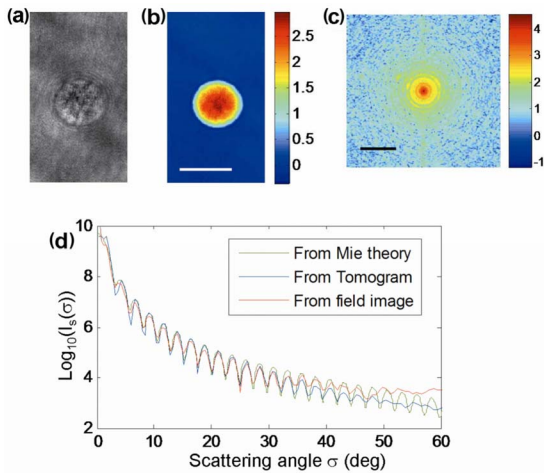 (a)
(b)
(c)
2.5
2
1.5
1
0.5
0
4
3
2
1
0
-1
(d)
10
8
6
4
2
Log10(Is(σ))
From Mie theory
From Tomogram
From field image
0 10 20 30 40 50 60
Scattering angle σ (deg)